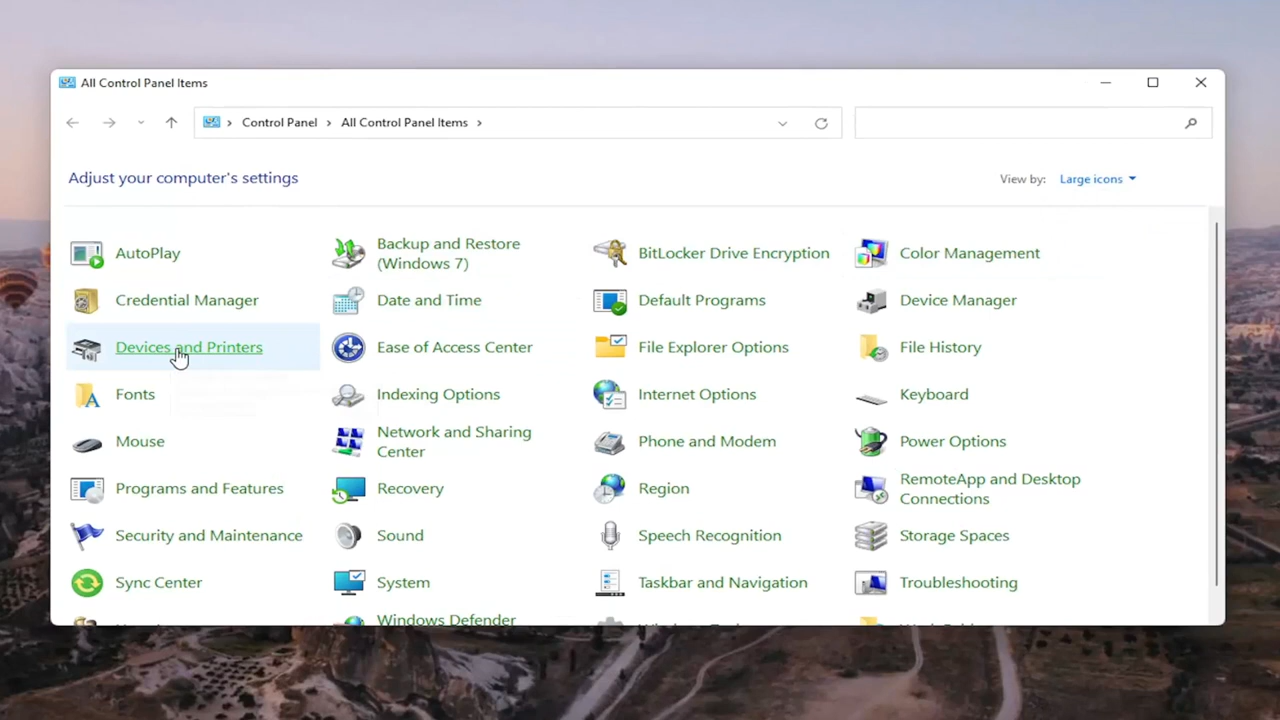 All Control Panel Items
Control Panel
All Control Panel Items
Adjust your computer's settings
View by:
Large icons
AutoPlay
Backup and Restore
(Windows 7)
BitLocker Drive Encryption
Color Management
Credential Manager
Date and Time
Default Programs
Device Manager
Devices and Printers
Ease of Access Center
File Explorer Options
File History
Fonts
Indexing Options
Internet Options
Keyboard
Mouse
Network and Sharing
Center
Phone and Modem
Power Options
Programs and Features
Recovery
Region
RemoteApp and Desktop
Connections
Security and Maintenance
Sound
Speech Recognition
Storage Spaces
Sync Center
System
Taskbar and Navigation
Troubleshooting
Windows Defender